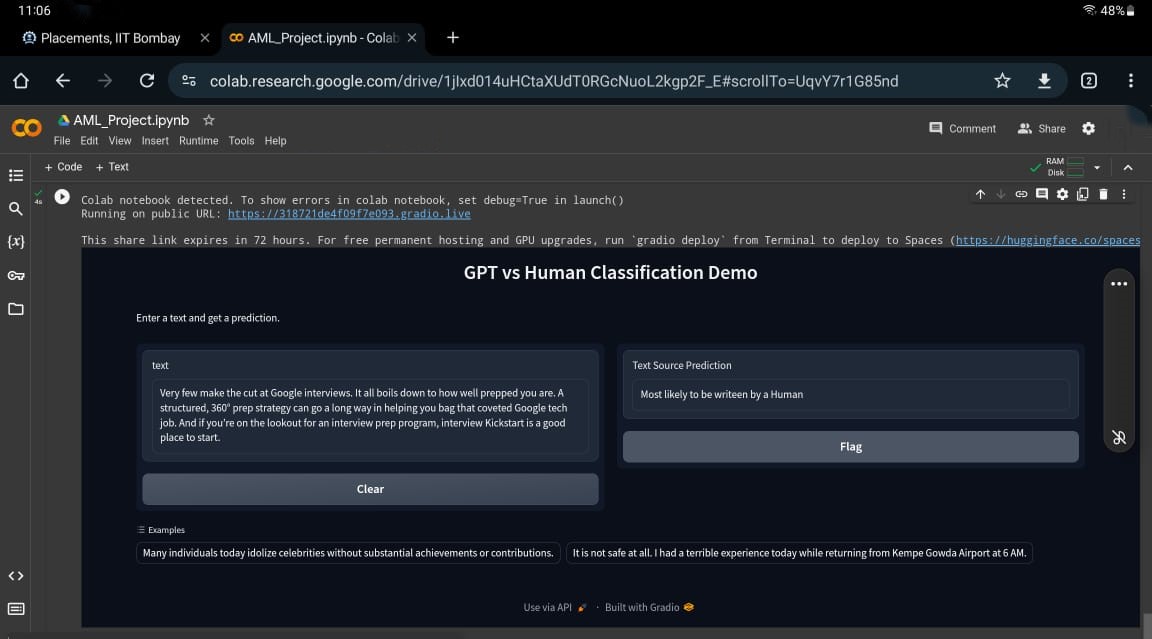 11:06
48%
Placements, IIT Bombay
AML_Project.ipynb - Colab
colab.research.google.com/drive/1jlxd014uHCtaXUdT0RGcNuoL2kgp2F_E#scrollTo=UqvY7r1G85nd
2
AML_Project.ipynb
File Edit View Insert Runtime Tools Help
Comment
Share
+ Code + Text
RAM
Disk
4s
Colab notebook detected. To show errors in colab notebook, set debug=True in launch()
Running on public URL: https://318721de4f09f7e093.gradio.live
This share link expires in 72 hours. For free permanent hosting and GPU upgrades, run `gradio deploy` from Terminal to deploy to Spaces (https://huggingface.co/spaces
GPT vs Human Classification Demo
Enter a text and get a prediction.
text
Very few make the cut at Google interviews. It all boils down to how well prepped you are. A
structured, 360° prep strategy can go a long way in helping you bag that coveted Google tech
job. And if you're on the lookout for an interview prep program, interview Kickstart is a good
place to start.
Clear
Text Source Prediction
Most likely to be writeen by a Human
Flag
Examples
Many individuals today idolize celebrities without substantial achievements or contributions.
It is not safe at all. I had a terrible experience today while returning from Kempe Gowda Airport at 6 AM.
Use via API · Built with Gradio